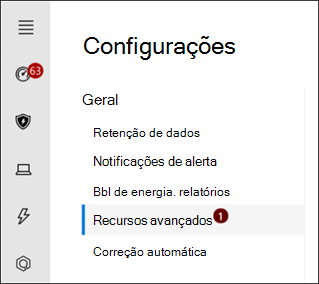 Configurações
63
Geral
Retenção de dados
Notificações de alerta
Bbl de energia. relatórios
Recursos avançados 1
Correção automática